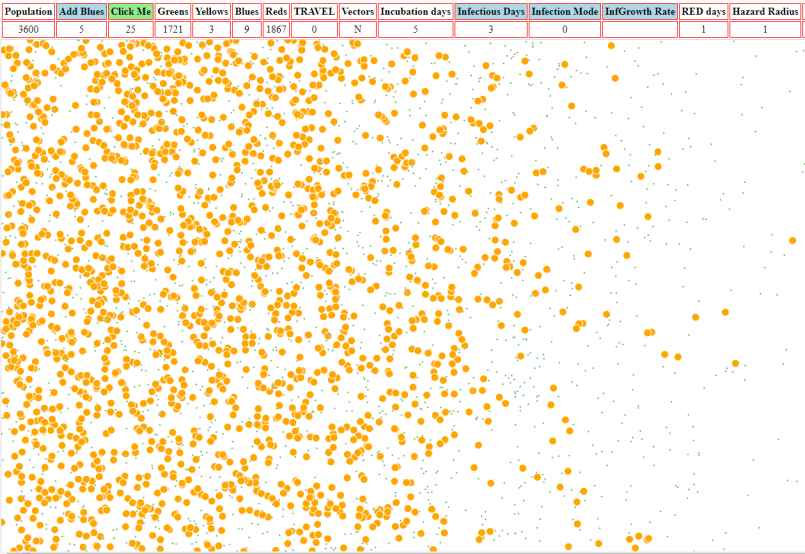 Population Add Blues Click Me Greens Yellows Blues Reds TRAVEL Vectors Incubation days Infectious Days Infection Mode InfGrowth Rate RED days Hazard Radius
3600 5 25 1721 3 9 1867 0 N 5 3 0 1 1